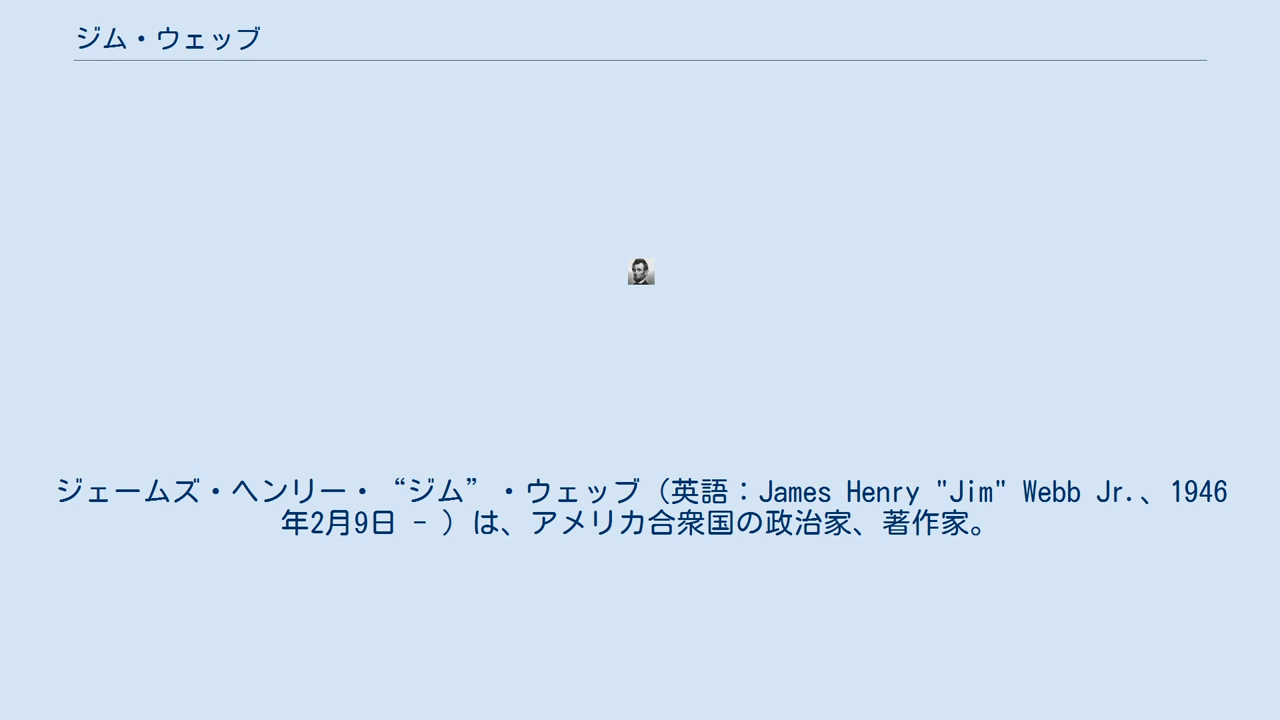 ジム・ウェッブ
ジェームズ・ヘンリー・“ジム”・ウェッブ（英語：James Henry "Jim" Webb Jr.、1946
年2月9日 - ）は、アメリカ合衆国の政治家、著作家。